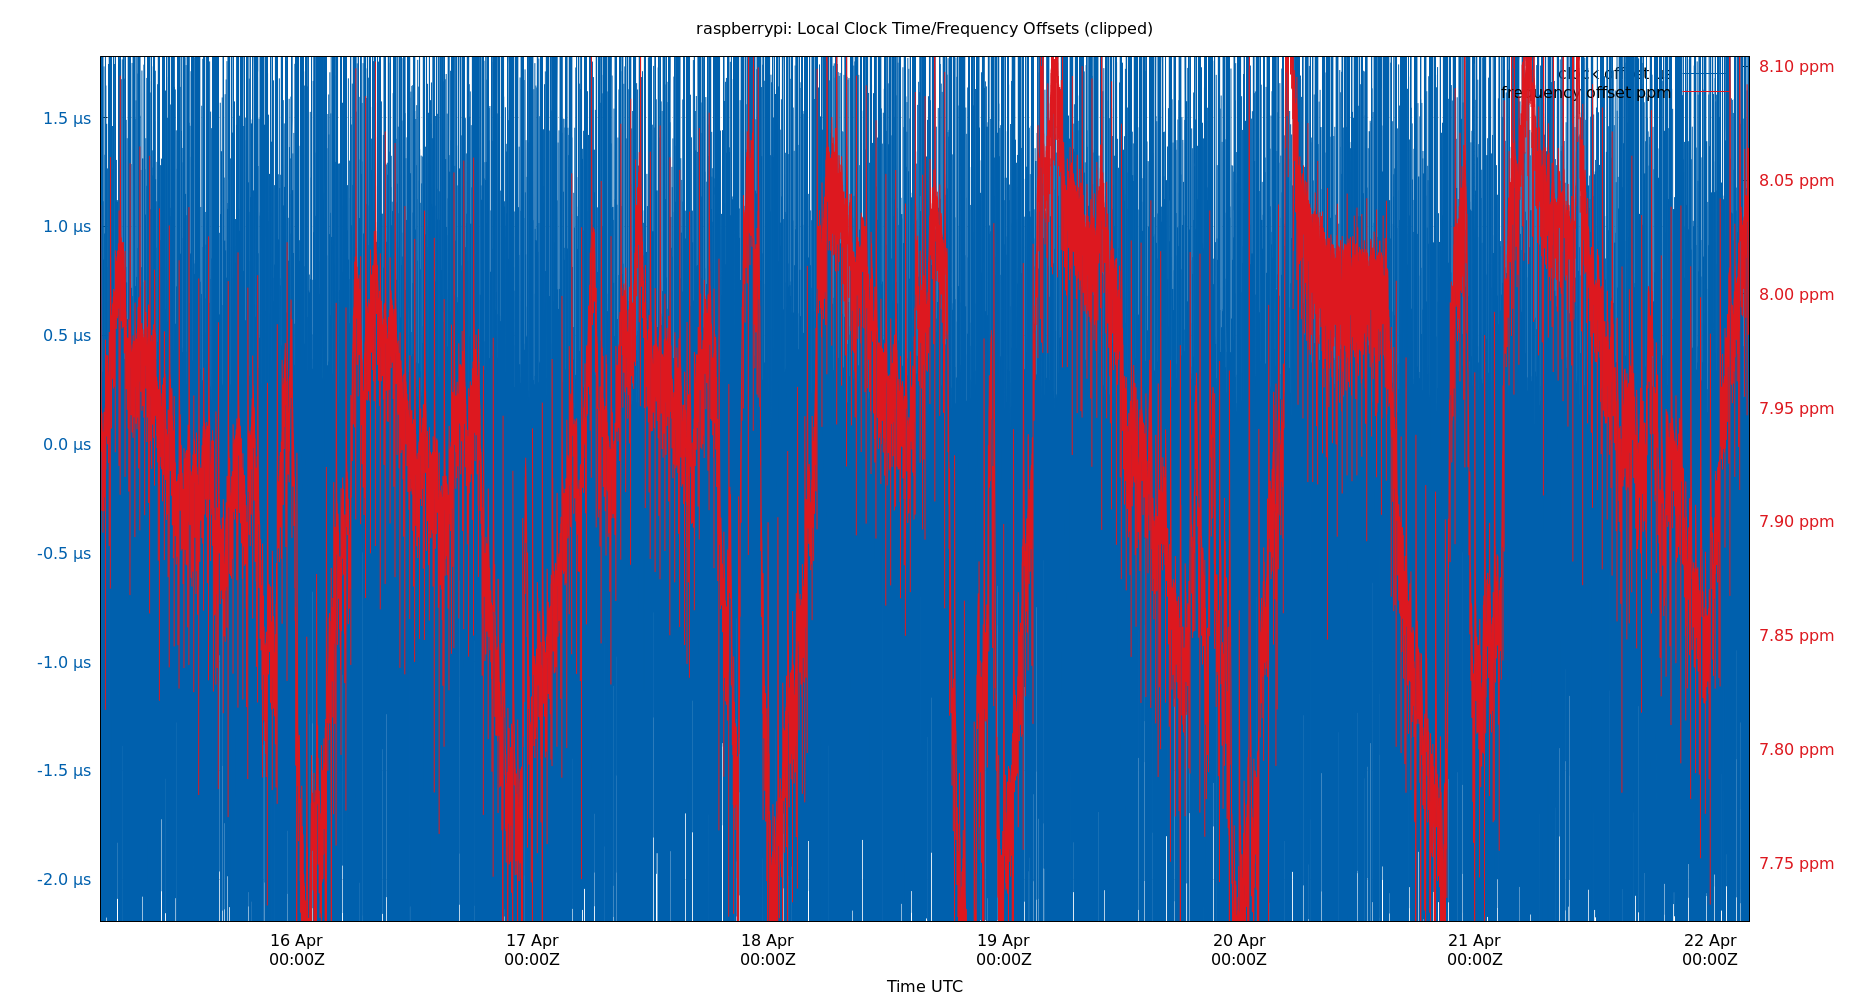 raspberrypi: Local Clock Time/Frequency Offsets (clipped)
clock offset us
frequency offset ppm
1.5 µs
1.0 µs
0.5 µs
0.0 µs
-0.5 µs
-1.0 µs
-1.5 µs
-2.0 µs
8.10 ppm
8.05 ppm
8.00 ppm
7.95 ppm
7.90 ppm
7.85 ppm
7.80 ppm
7.75 ppm
16 Apr 17 Apr 18 Apr 19 Apr 20 Apr 21 Apr 22 Apr
00:00Z 00:00Z 00:00Z 00:00Z 00:00Z 00:00Z 00:00Z
Time UTC